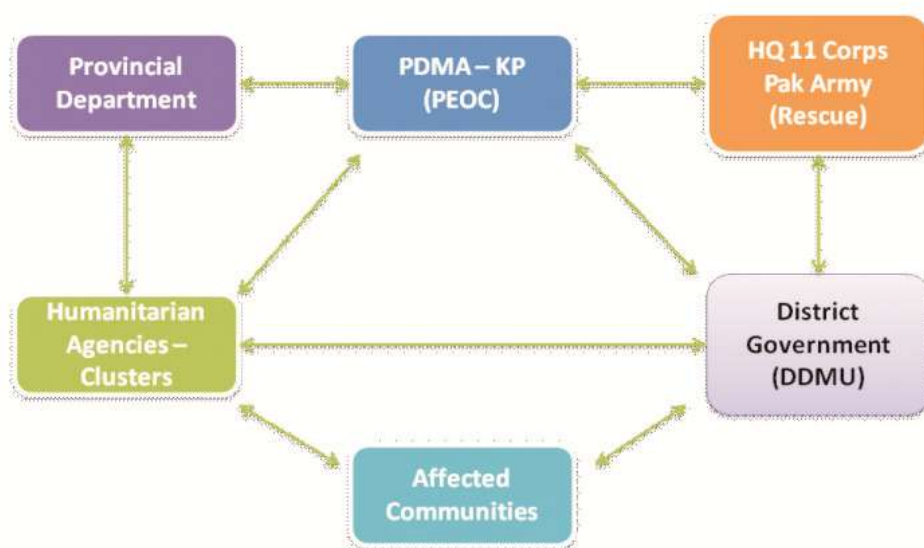 Provincial
Department
PDMA – KP
(PEOC)
HQ 11 Corps
Pak Army
(Rescue)
Humanitarian
Agencies –
Clusters
District
Government
(DDMU)
Affected
Communities